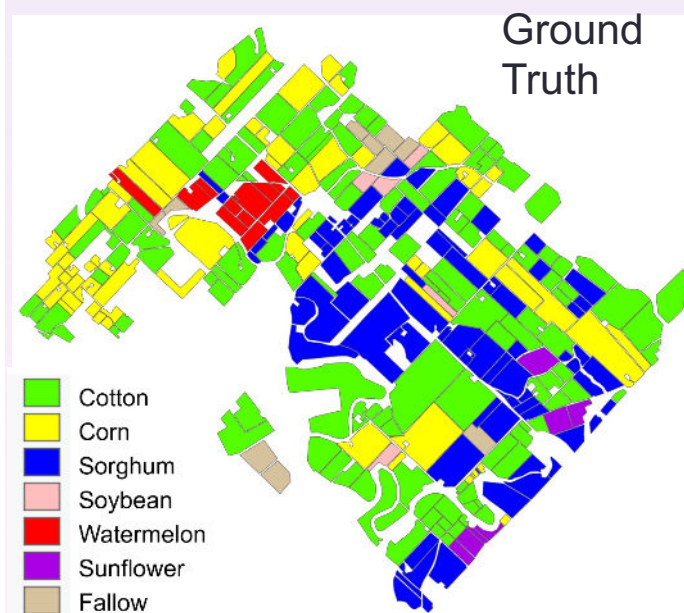 Ground
Truth
Cotton
Corn
Sorghum
Soybean
Watermelon
Sunflower
Fallow